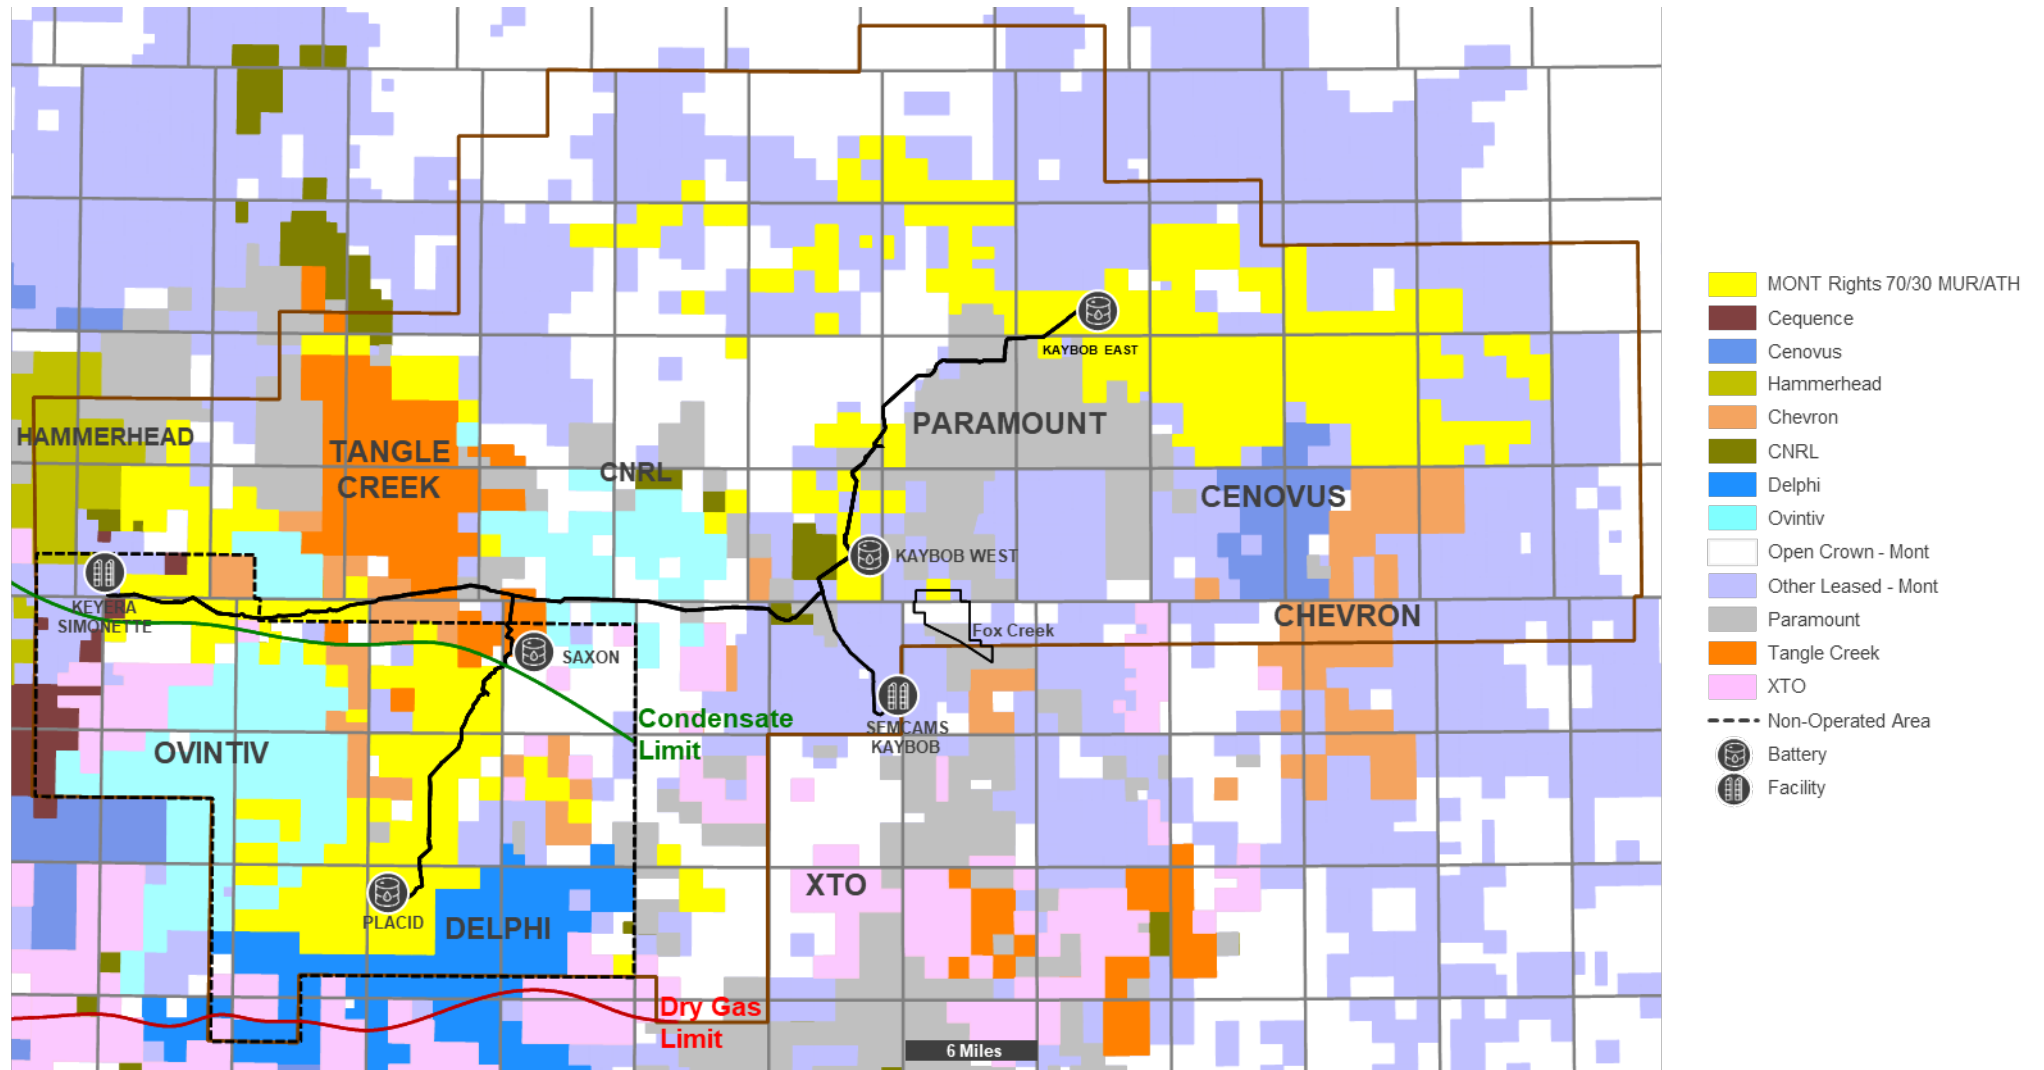 KAYBOB EAST
PARAMOUNT
HAMMERHEAD
TANGLE
CREEK
CNRL
CENOVUS
KAYBOB WEST
KEYERA
SIMONETTE
CHEVRON
Fox Creek
SAXON
Condensate
Limit
SEMCAMS
KAYBOB
OVINTIV
XTO
PLACID
DELPHI
Dry Gas
Limit
6 Miles
MONT Rights 70/30 MUR/ATH
Cequence
Cenovus
Hammerhead
Chevron
CNRL
Delphi
Ovintiv
Open Crown - Mont
Other Leased - Mont
Paramount
Tangle Creek
XTO
Non-Operated Area
Battery
Facility